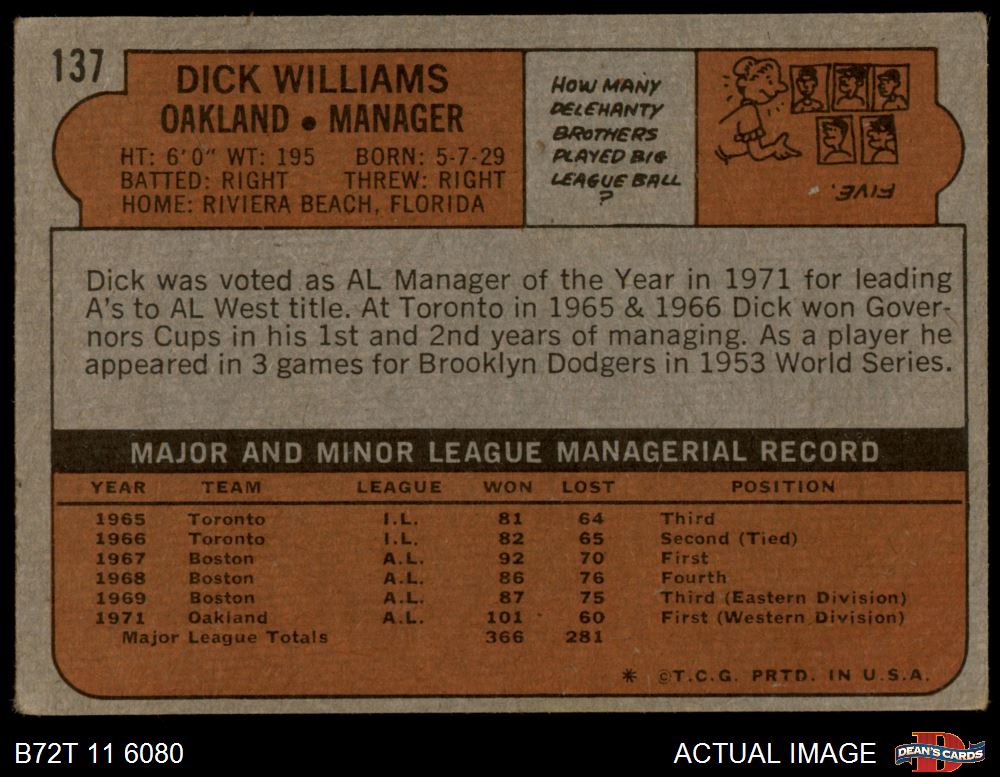 137
DICK WILLIAMS
OAKLAND • MANAGER
HT: 6'0" WT: 195 BORN: 5-7-29
BATTED: RIGHT THREW: RIGHT
HOME: RIVIERA BEACH, FLORIDA
HOW MANY
DELEHANTY
BROTHERS
PLAYED BIG
LEAGUE BALL
?
FIVE.
Dick was voted as AL Manager of the Year in 1971 for leading
A's to AL West title. At Toronto in 1965 & 1966 Dick won Gover-
nors Cups in his 1st and 2nd years of managing. As a player he
appeared in 3 games for Brooklyn Dodgers in 1953 World Series.
MAJOR AND MINOR LEAGUE MANAGERIAL RECORD
YEAR TEAM LEAGUE WON LOST POSITION
1965 Toronto I.L. 81 64 Third
1966 Toronto I.L. 82 65 Second (Tied)
1967 Boston A.L. 92 70 First
1968 Boston A.L. 86 76 Fourth
1969 Boston A.L. 87 75 Third (Eastern Division)
1971 Oakland A.L. 101 60 First (Western Division)
Major League Totals 366 281
* ©T.C.G. PRTD. IN U.S.A.
B72T 11 6080
ACTUAL IMAGE
DEAN'S CARDS